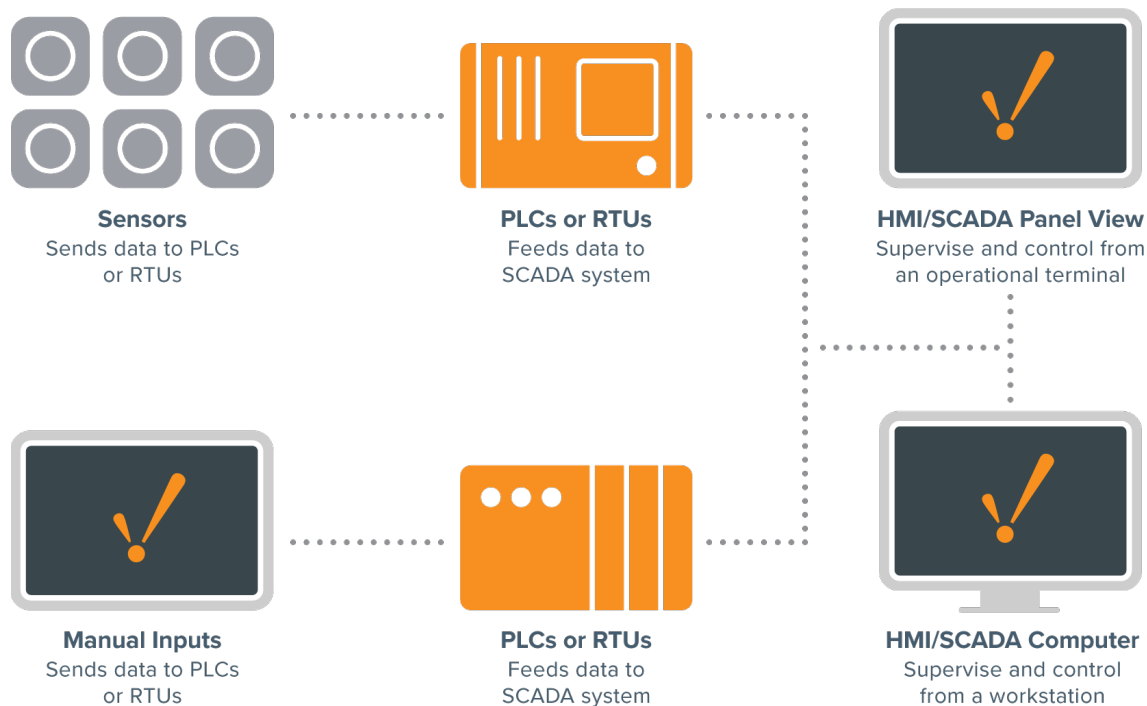 Sensors
Sends data to PLCs
or RTUs
PLCs or RTUs
Feeds data to
SCADA system
HMI/SCADA Panel View
Supervise and control from
an operational terminal
Manual Inputs
Sends data to PLCs
or RTUs
PLCs or RTUs
Feeds data to
SCADA system
HMI/SCADA Computer
Supervise and control
from a workstation